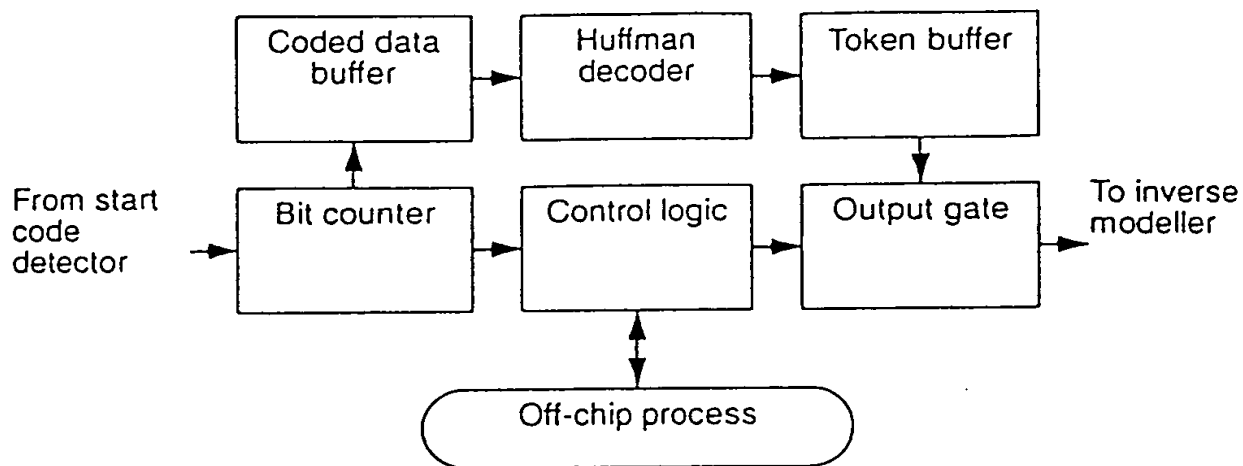 Coded data
buffer
Huffman
decoder
Token buffer
From start
code
detector
Bit counter
Control logic
Output gate
To inverse
modeller
Off-chip process